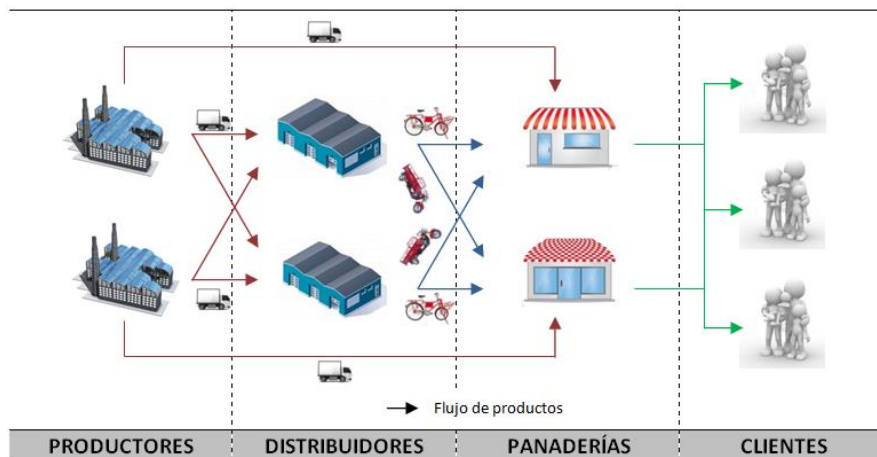 Flujo de productos
PRODUCTORES
DISTRIBUIDORES
PANADERÍAS
CLIENTES